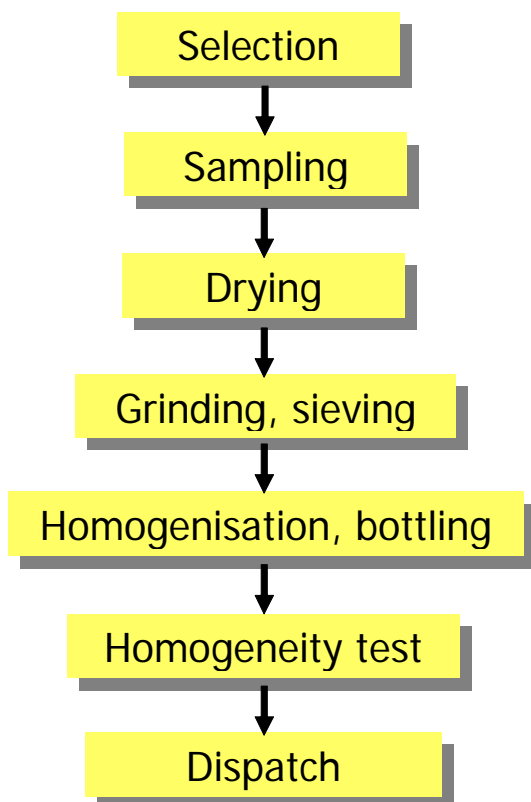 Selection
Sampling
Drying
Grinding, sieving
Homogenisation, bottling
Homogeneity test
Dispatch